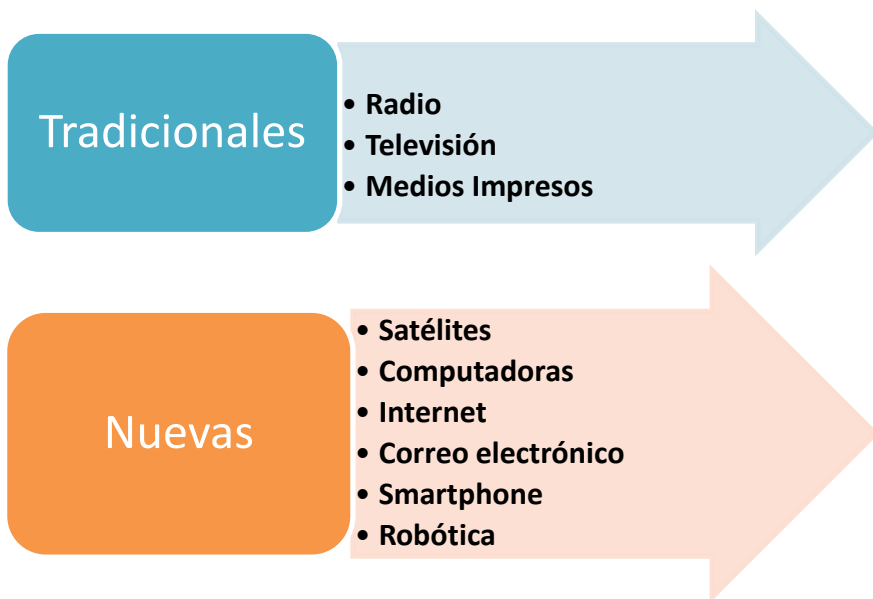 Tradicionales
• Radio
• Televisión
• Medios Impresos
Nuevas
• Satélites
• Computadoras
• Internet
• Correo electrónico
• Smartphone
• Robótica